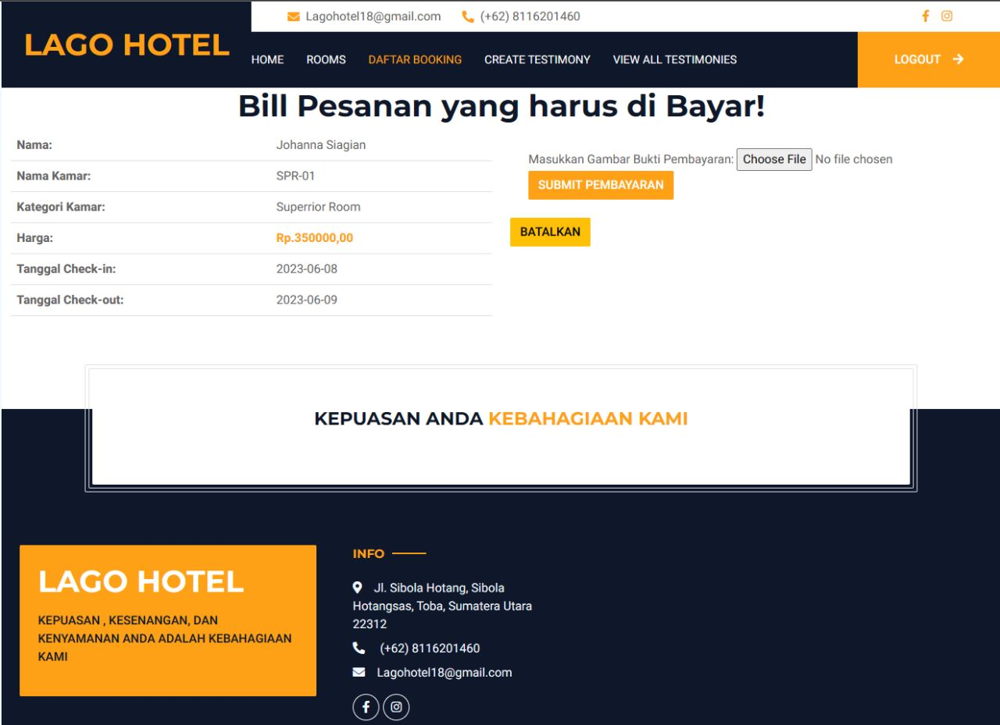 LAGO HOTEL
Lagohotel18@gmail.com (+62) 8116201460
HOME ROOMS DAFTAR BOOKING CREATE TESTIMONY VIEW ALL TESTIMONIES LOGOUT
Bill Pesanan yang harus di Bayar!
Nama: Johanna Siagian
Nama Kamar: SPR-01
Kategori Kamar: Superrior Room
Harga: Rp.350000,00
Tanggal Check-in: 2023-06-08
Tanggal Check-out: 2023-06-09
Masukkan Gambar Bukti Pembayaran: Choose File No file chosen
SUBMIT PEMBAYARAN
BATALKAN
KEPUASAN ANDA KEBAHAGIAAN KAMI
LAGO HOTEL
KEPUASAN , KESENANGAN, DAN
KENYAMANAN ANDA ADALAH KEBAHAGIAAN
KAMI
INFO
Jl. Sibola Hotang, Sibola
Hotangsas, Toba, Sumatera Utara
22312
(+62) 8116201460
Lagohotel18@gmail.com